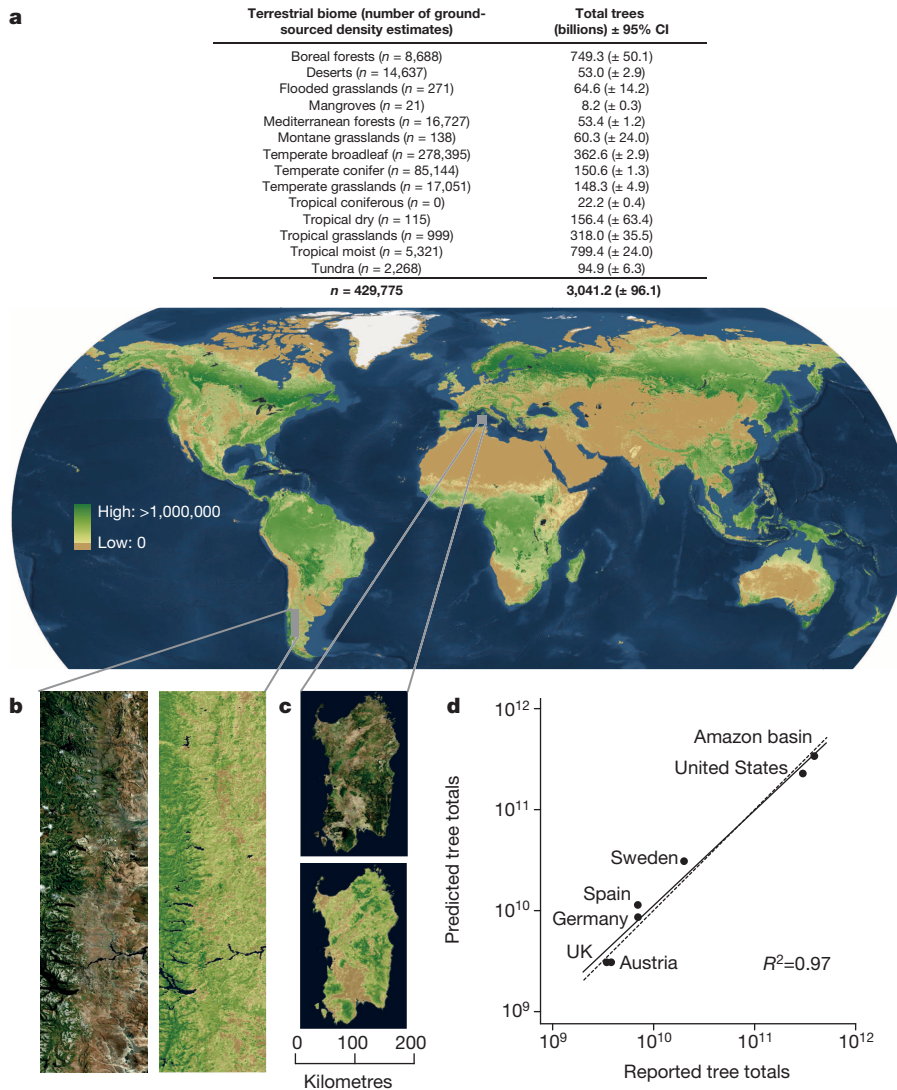 a
Terrestrial biome (number of ground-
sourced density estimates)
Total trees
(billions) ± 95% CI
Boreal forests (n = 8,688) 749.3 (± 50.1)
Deserts (n = 14,637) 53.0 (± 2.9)
Flooded grasslands (n = 271) 64.6 (± 14.2)
Mangroves (n = 21) 8.2 (± 0.3)
Mediterranean forests (n = 16,727) 53.4 (± 1.2)
Montane grasslands (n = 138) 60.3 (± 24.0)
Temperate broadleaf (n = 278,395) 362.6 (± 2.9)
Temperate conifer (n = 85,144) 150.6 (± 1.3)
Temperate grasslands (n = 17,051) 148.3 (± 4.9)
Tropical coniferous (n = 0) 22.2 (± 0.4)
Tropical dry (n = 115) 156.4 (± 63.4)
Tropical grasslands (n = 999) 318.0 (± 35.5)
Tropical moist (n = 5,321) 799.4 (± 24.0)
Tundra (n = 2,268) 94.9 (± 6.3)
n = 429,775 3,041.2 (± 96.1)
High: >1,000,000
Low: 0
b
c
0 100 200
Kilometres
d
Predicted tree totals
10¹²
10¹¹
10¹⁰
10⁹
Amazon basin
United States
Sweden
Spain
Germany
UK
Austria
R²=0.97
10⁹ 10¹⁰ 10¹¹ 10¹²
Reported tree totals